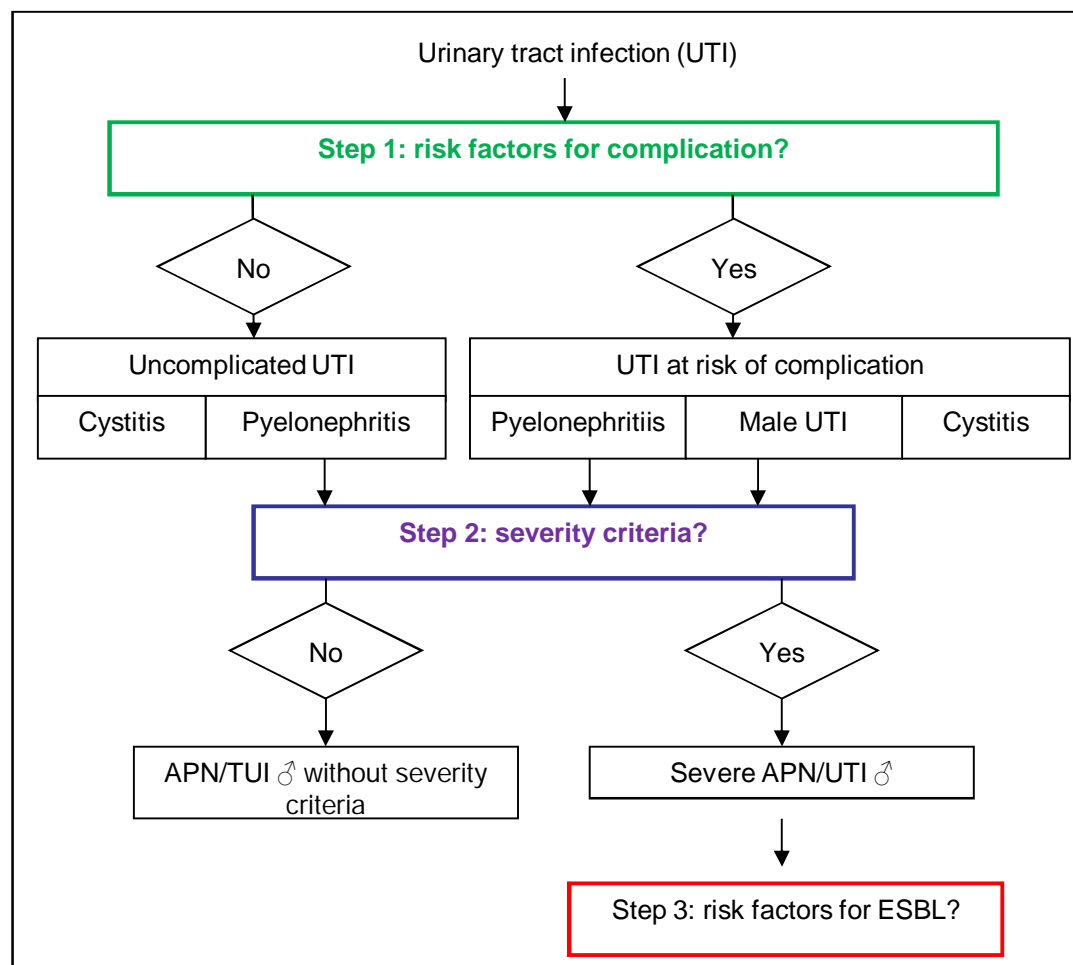 Urinary tract infection (UTI)
Step 1: risk factors for complication?
No
Yes
Uncomplicated UTI
UTI at risk of complication
Cystitis
Pyelonephritis
Pyelonephritiis
Male UTI
Cystitis
Step 2: severity criteria?
No
Yes
APN/TUI ♂ without severity
criteria
Severe APN/UTI ♂
Step 3: risk factors for ESBL?